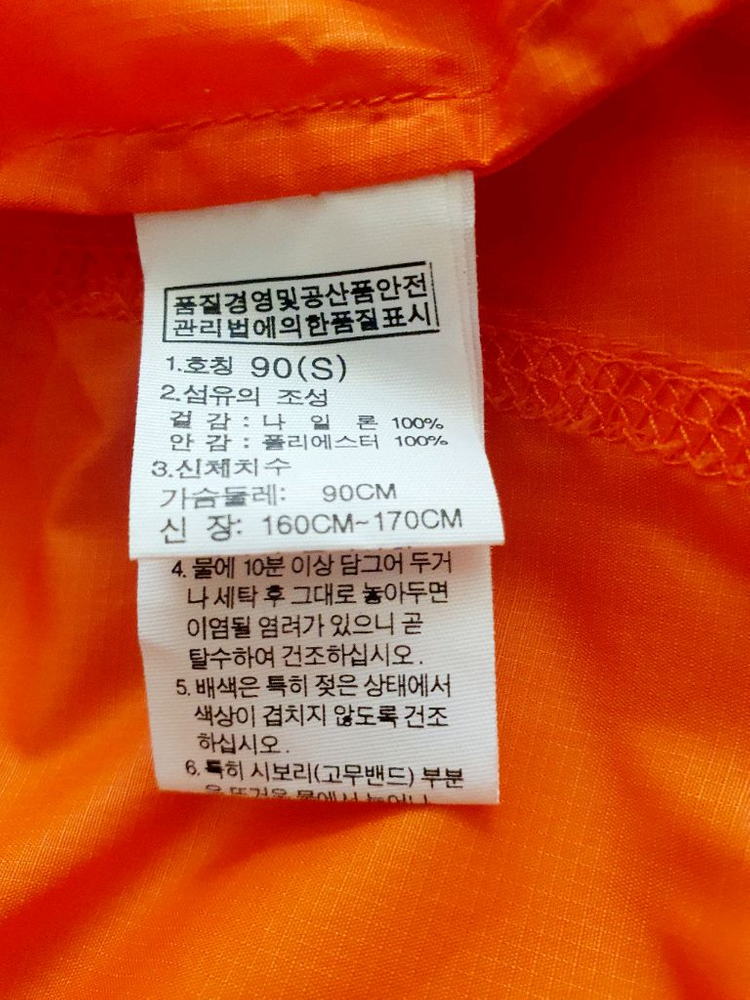 품질경영및공산품안전
관리법에의한품질표시
1.호칭 90(S)
2.섬유의 조성
겉 감 : 나 일 론 100%
안 감 : 폴리에스터 100%
3.신체치수
가슴둘레: 90CM
신 장: 160CM~170CM
4. 물에 10분 이상 담그어 두거
나 세탁 후 그대로 놓아두면
이염될 염려가 있으니 곧
탈수하여 건조하십시오.
5. 배색은 특히 젖은 상태에서
색상이 겹치지 않도록 건조
하십시오.
6. 특히 시보리(고무밴드) 부분
은 뜨거운 물에서